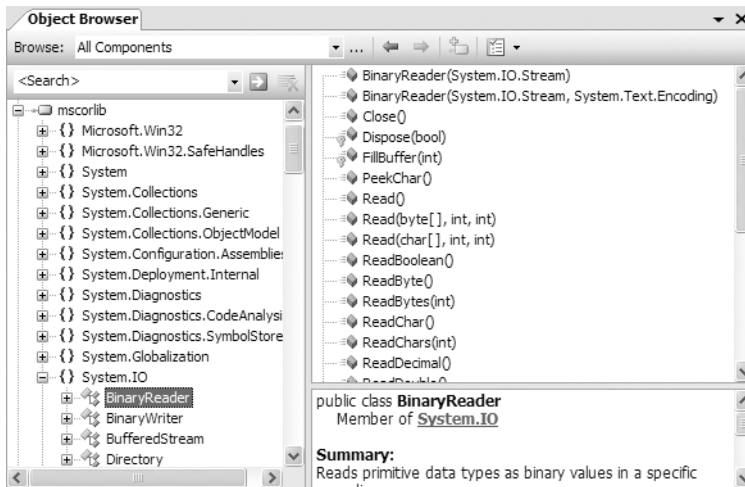 Object Browser
Browse: All Components
<Search>
mscorlib
{} Microsoft.Win32
{} Microsoft.Win32.SafeHandles
{} System
{} System.Collections
{} System.Collections.Generic
{} System.Collections.ObjectModel
{} System.Configuration.Assemblie
{} System.Deployment.Internal
{} System.Diagnostics
{} System.Diagnostics.CodeAnalysi
{} System.Diagnostics.SymbolStore
{} System.Globalization
{} System.IO
BinaryReader
BinaryWriter
BufferedStream
Directory
BinaryReader(System.IO.Stream)
BinaryReader(System.IO.Stream, System.Text.Encoding)
Close()
Dispose(bool)
FillBuffer(int)
PeekChar()
Read()
Read(byte[], int, int)
Read(char[], int, int)
ReadBoolean()
ReadByte()
ReadBytes(int)
ReadChar()
ReadChars(int)
ReadDecimal()
public class BinaryReader
Member of System.IO
Summary:
Reads primitive data types as binary values in a specific